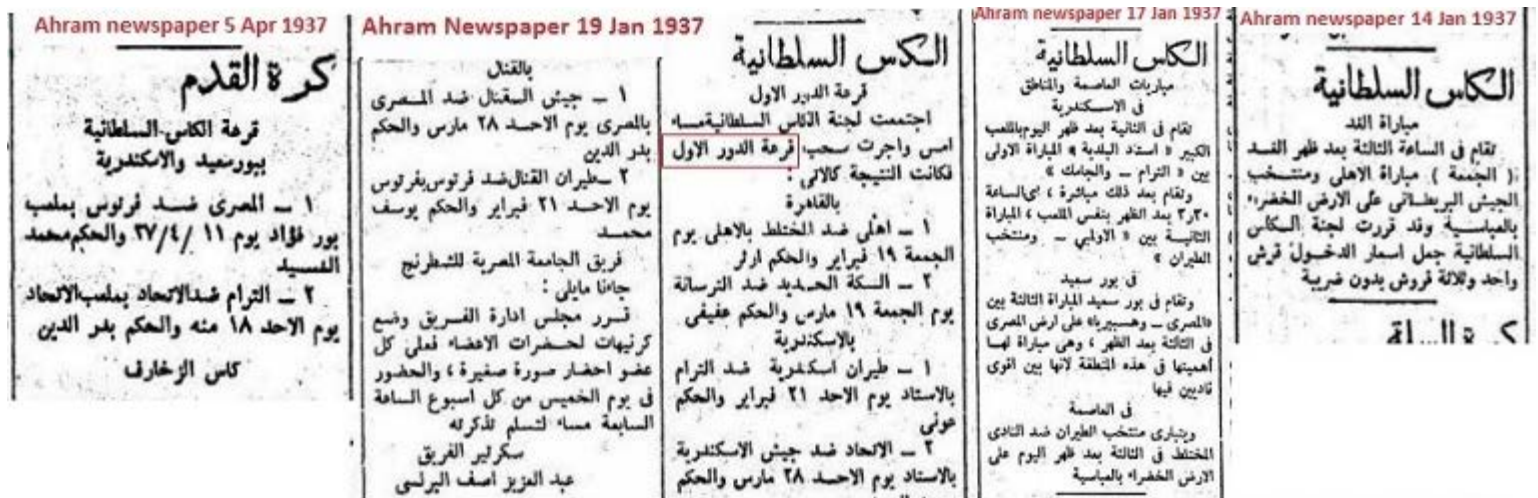 Ahram newspaper 14 Jan 1937
الكاس السلطانية
مباراة الغد
تقام فى الساعة الثالثة بعد ظهر الغد
( الجمعة ) مباراة الاهلى ومنتخب
الجيش البريطانى على الارض الخضراء
بالعباسية وقد قررت لجنة الكاس
السلطانية جعل اسعار الدخول قرش
واحد وثلاثة قروش بدون ضريبة
كرة السلة
Ahram newspaper 17 Jan 1937
الكاس السلطانية
مباريات العاصمة والمناطق
فى الاسكندرية
تقام فى الثانية بعد ظهر اليوم بالملعب
الكبير « استاد البلدية » المباراة الاولى
بين « الترام — والجامك »
وتقام بعد ذلك مباشرة ، اى الساعة
٣٫٣٠ بعد الظهر بنفس الملعب ، المباراة
الثانية بين « الاولمبي — ومنتخب
الطيران »
فى بور سعيد
وتقام فى بور سعيد المباراة الثالثة بين
«المصرى — وهسبيريا» على ارض المصرى
فى الثالثة بعد الظهر ، وهى مباراة لها
أهميتها فى هذه المنطقة لانها بين اقوى
ناديين فيها
فى العاصمة
ويتبارى منتخب الطيران ضد النادى
المختلط فى الثالثة بعد ظهر اليوم على
الارض الخضراء بالعباسية
Ahram Newspaper 19 Jan 1937
الكاس السلطانية
قرعة الدور الاول
اجتمعت لجنة الكاس السلطانية مساء
امس واجرت سحب قرعة الدور الاول
فكانت النتيجة كالاتى :
بالقاهرة
١ — اهلى ضد المختلط بالاهلى يوم
الجمعة ١٩ فبراير والحكم ارثر
٢ — السكة الحديد ضد الترسانة
يوم الجمعة ١٩ مارس والحكم عفيفى
بالاسكندرية
١ — طيران اسكندرية ضد الترام
بالاستاد يوم الاحد ٢١ فبراير والحكم
عونى
٢ — الاتحاد ضد جيش الاسكندرية
بالاستاد يوم الاحد ٢٨ مارس والحكم
بالقنال
١ — جيش القنال ضد المصرى
بالمصرى يوم الاحد ٢٨ مارس والحكم
بدر الدين
٢ — طيران القنال ضد فرتوس بفرتوس
يوم الاحد ٢١ فبراير والحكم يوسف
محمد
فريق الجامعة المصرية للشطرنج
جاءنا مايلى :
قرر مجلس ادارة الفريق وضع
كرنيهات لحضرات الاعضاء فعلى كل
عضو احضار صورة صغيرة ، والحضور
فى يوم الخميس من كل اسبوع الساعة
السابعة مساء لتسلم تذكرته
سكرتير الفريق
عبد العزيز اصف البرلسى
Ahram newspaper 5 Apr 1937
كرة القدم
قرعة الكاس السلطانية
ببورسعيد والاسكندرية
١ — المصرى ضد فرتوس بملعب
بور فؤاد يوم ١١ /٣٧/٤ والحكم محمد
السيد
٢ — الترام ضد الاتحاد بملعب الاتحاد
يوم الاحد ١٨ منه والحكم بدر الدين
كاس الزخارف